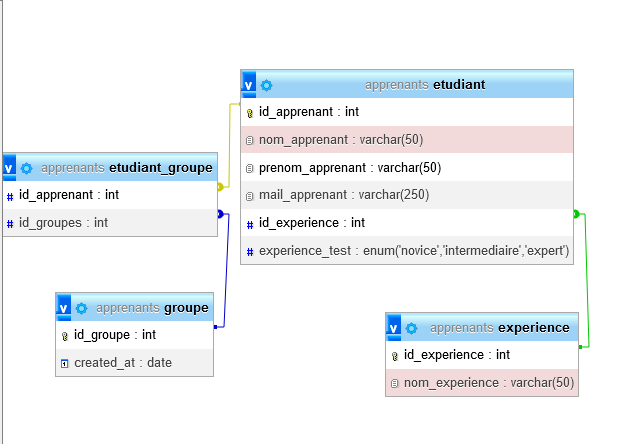 v apprenants etudiant
id_apprenant : int
nom_apprenant : varchar(50)
prenom_apprenant : varchar(50)
mail_apprenant : varchar(250)
# id_experience : int
# experience_test : enum('novice','intermediaire','expert')
v apprenants etudiant_groupe
# id_apprenant : int
# id_groupes : int
v apprenants groupe
id_groupe : int
created_at : date
v apprenants experience
id_experience : int
nom_experience : varchar(50)